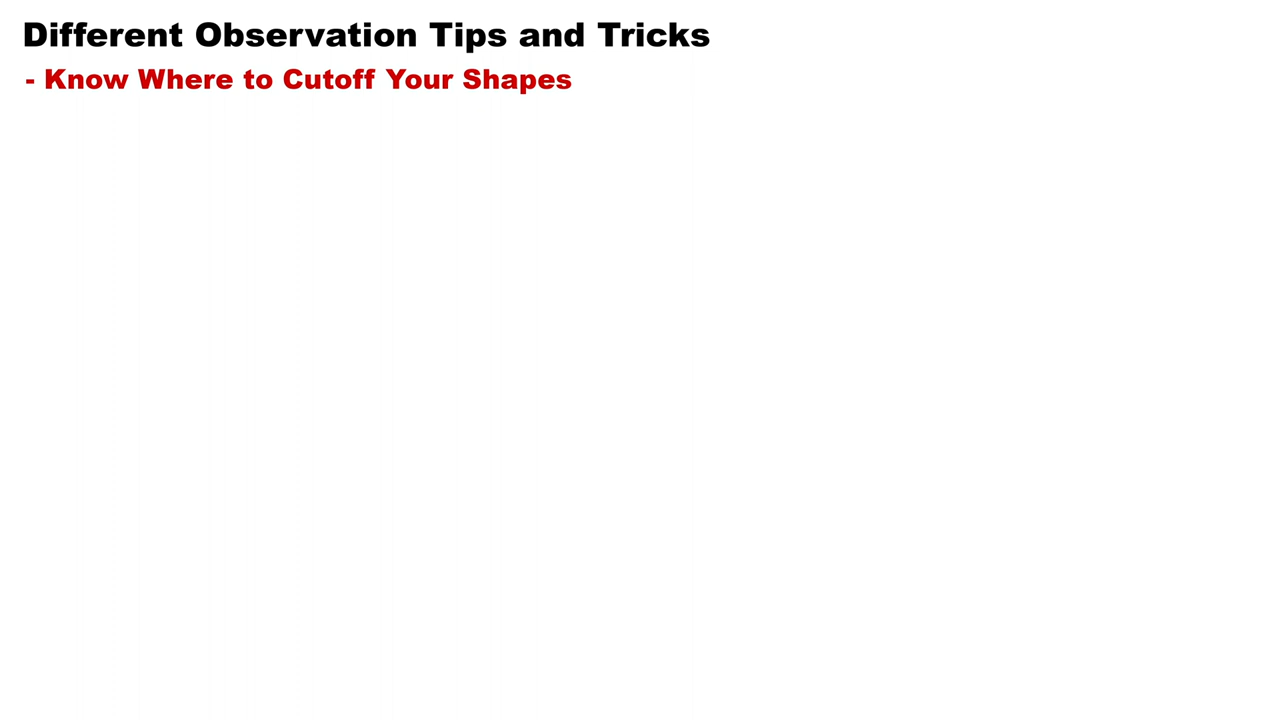 Different Observation Tips and Tricks
- Know Where to Cutoff Your Shapes